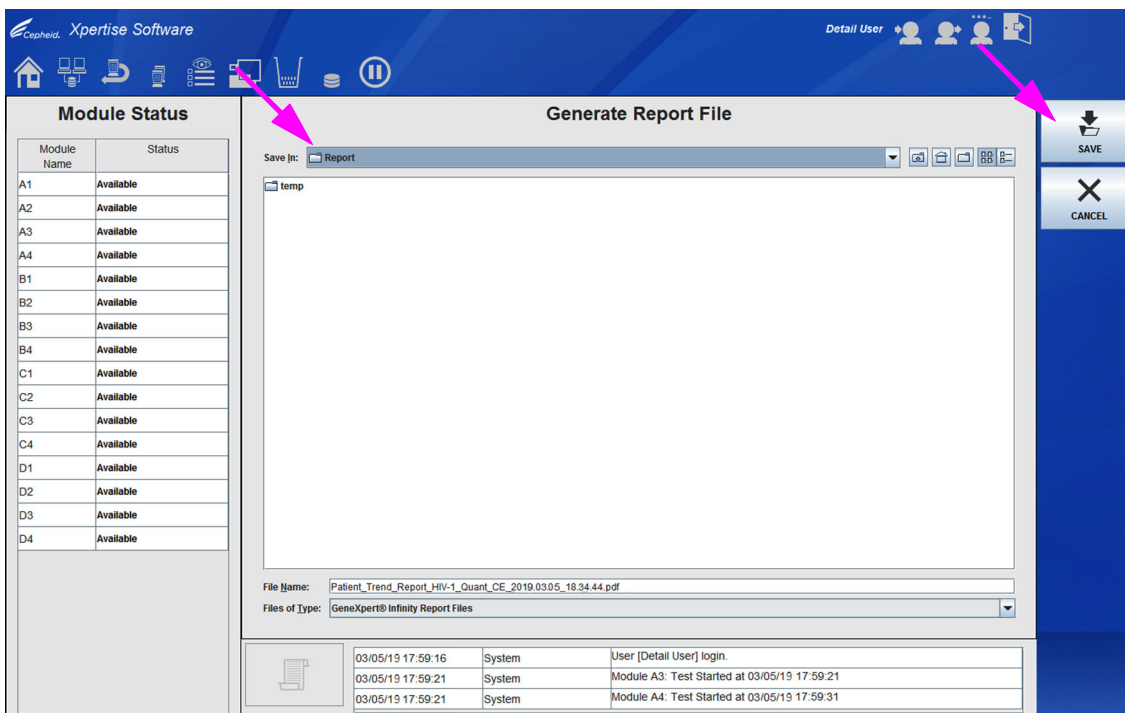 Cepheid. Xpertise Software
Detail User
Module Status
Module Name Status
A1 Available
A2 Available
A3 Available
A4 Available
B1 Available
B2 Available
B3 Available
B4 Available
C1 Available
C2 Available
C3 Available
C4 Available
D1 Available
D2 Available
D3 Available
D4 Available
Generate Report File
Save In: Report
temp
File Name: Patient_Trend_Report_HIV-1_Quant_CE_2019.03.05_18.34.44.pdf
Files of Type: GeneXpert® Infinity Report Files
03/05/19 17:59:16 System User [Detail User] login.
03/05/19 17:59:21 System Module A3: Test Started at 03/05/19 17:59:21
03/05/19 17:59:21 System Module A4: Test Started at 03/05/19 17:59:31
SAVE
CANCEL